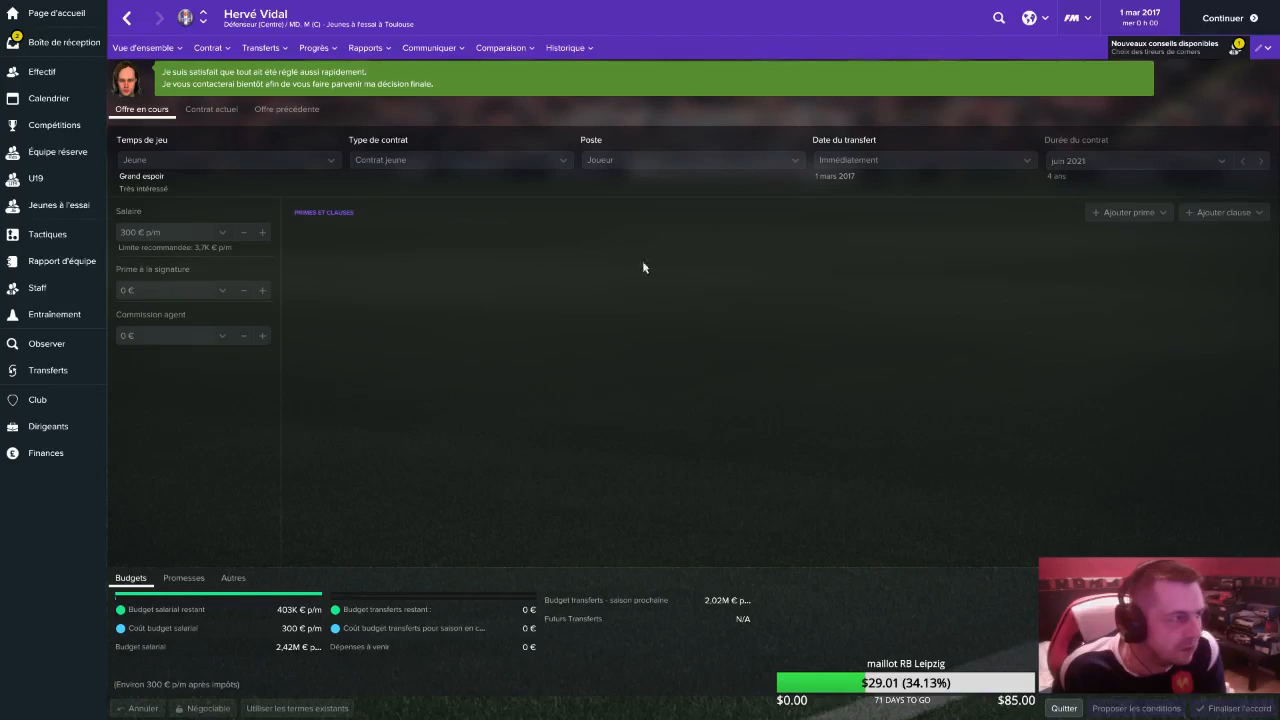 Page d'accueil
2
Boîte de réception
Effectif
Calendrier
Compétitions
Équipe réserve
U19
Jeunes à l'essai
Tactiques
Rapport d'équipe
Staff
Entraînement
Observer
Transferts
Club
Dirigeants
Finances
Hervé Vidal
Défenseur (Centre) / MD, M (C) - Jeunes à l'essai à Toulouse
FM
1 mar 2017
mer 0 h 00
Continuer
Vue d'ensemble
Contrat
Transferts
Progrès
Rapports
Communiquer
Comparaison
Historique
Nouveaux conseils disponibles
Choix des tireurs de corners
1
Je suis satisfait que tout ait été réglé aussi rapidement.
Je vous contacterai bientôt afin de vous faire parvenir ma décision finale.
Offre en cours
Contrat actuel
Offre précédente
Temps de jeu
Type de contrat
Poste
Date du transfert
Durée du contrat
Jeune
Contrat jeune
Joueur
Immédiatement
juin 2021
Grand espoir
1 mars 2017
4 ans
Très intéressé
Salaire
PRIMES ET CLAUSES
+ Ajouter prime
+ Ajouter clause
300 € p/m
Limite recommandée: 3,7K € p/m
Prime à la signature
0 €
Commission agent
0 €
Budgets
Promesses
Autres
Budget salarial restant 403K € p/m
Coût budget salarial 300 € p/m
Budget salarial 2,42M € p...
Budget transferts restant : 0 €
Coût budget transferts pour saison en c... 0 €
Dépenses à venir 0 €
Budget transferts - saison prochaine 2,02M € p...
Futurs Transferts N/A
(Environ 300 € p/m après impôts)
maillot RB Leipzig
$29.01 (34.13%)
$0.00
71 DAYS TO GO
$85.00
Annuler
Négociable
Utiliser les termes existants
Quitter
Proposer les conditions
Finaliser l'accord